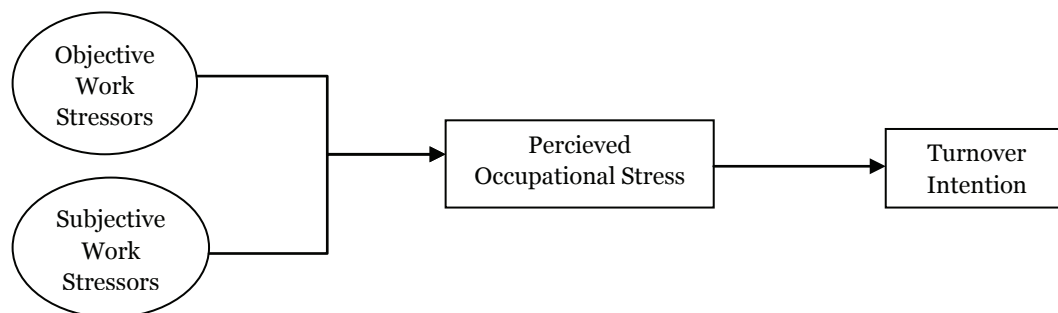 Objective
Work
Stressors
Percieved
Occupational Stress
Turnover
Intention
Subjective
Work
Stressors